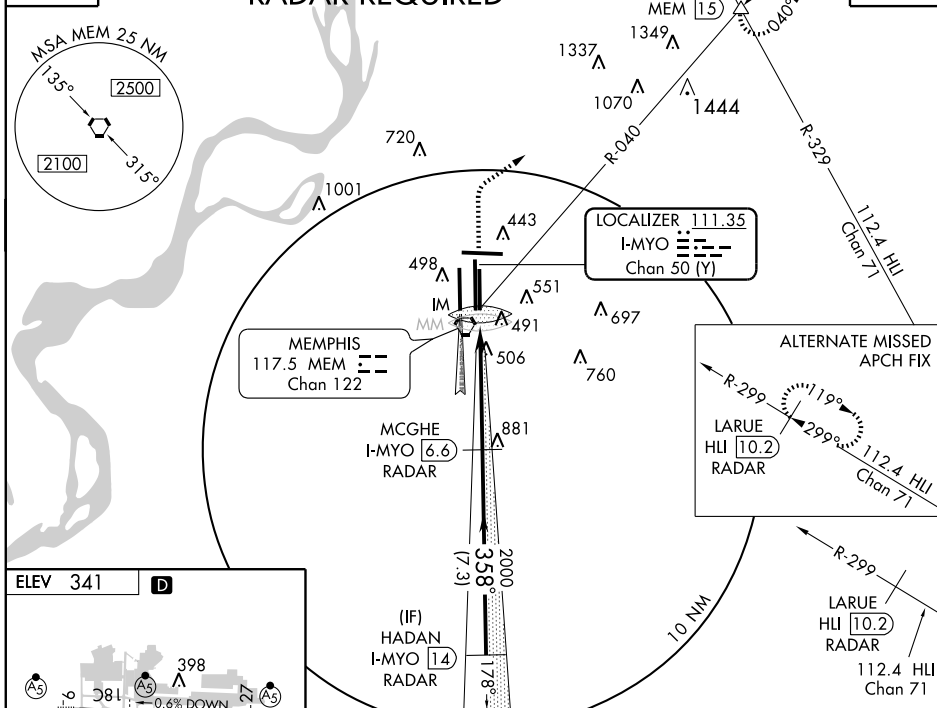 RADAR REQUIRED
MSA MEM 25 NM
135°
2500
2100
315°
MEM 15
040°
1349
1337
1070
1444
720
1001
443
R-040
R-329
112.4 HLI
Chan 71
LOCALIZER 111.35
I-MYO
Chan 50 (Y)
498
551
IM
MM
491
697
506
760
MEMPHIS
117.5 MEM
Chan 122
MCGHE
I-MYO 6.6
RADAR
881
ALTERNATE MISSED
APCH FIX
R-299
119°
299°
LARUE
HLI 10.2
RADAR
112.4 HLI
Chan 71
2000
358°
(7.3)
10 NM
R-299
LARUE
HLI 10.2
RADAR
112.4 HLI
Chan 71
(IF)
HADAN
I-MYO 14
RADAR
178°
ELEV 341 D
398
A5
A5
A5
9
18C
27
0.6% DOWN